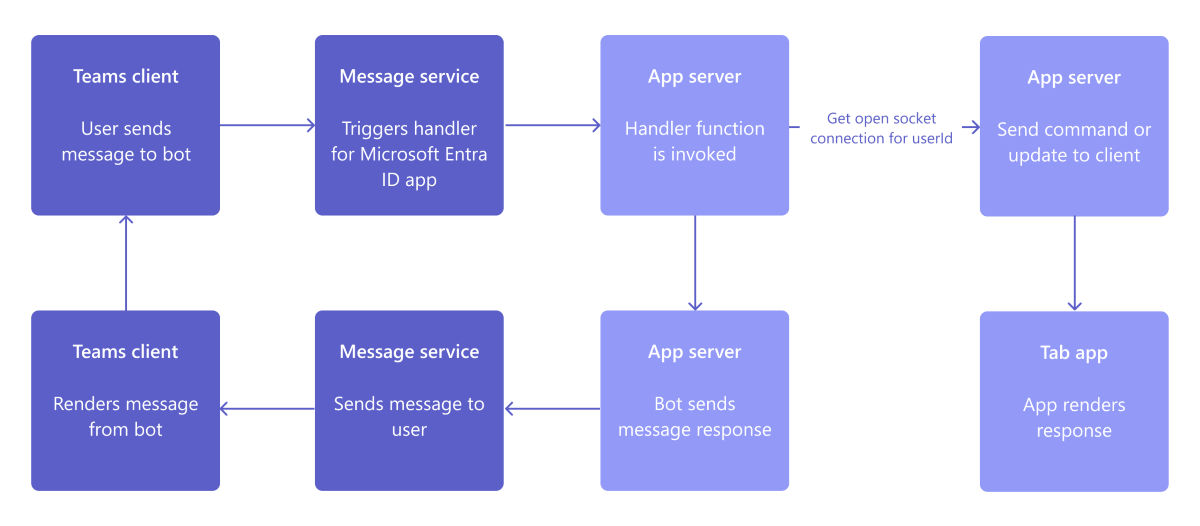 Teams client
User sends
message to bot
Message service
Triggers handler
for Microsoft Entra
ID app
App server
Handler function
is invoked
Get open socket
connection for userId
App server
Send command or
update to client
Teams client
Renders message
from bot
Message service
Sends message to
user
App server
Bot sends
message response
Tab app
App renders
response